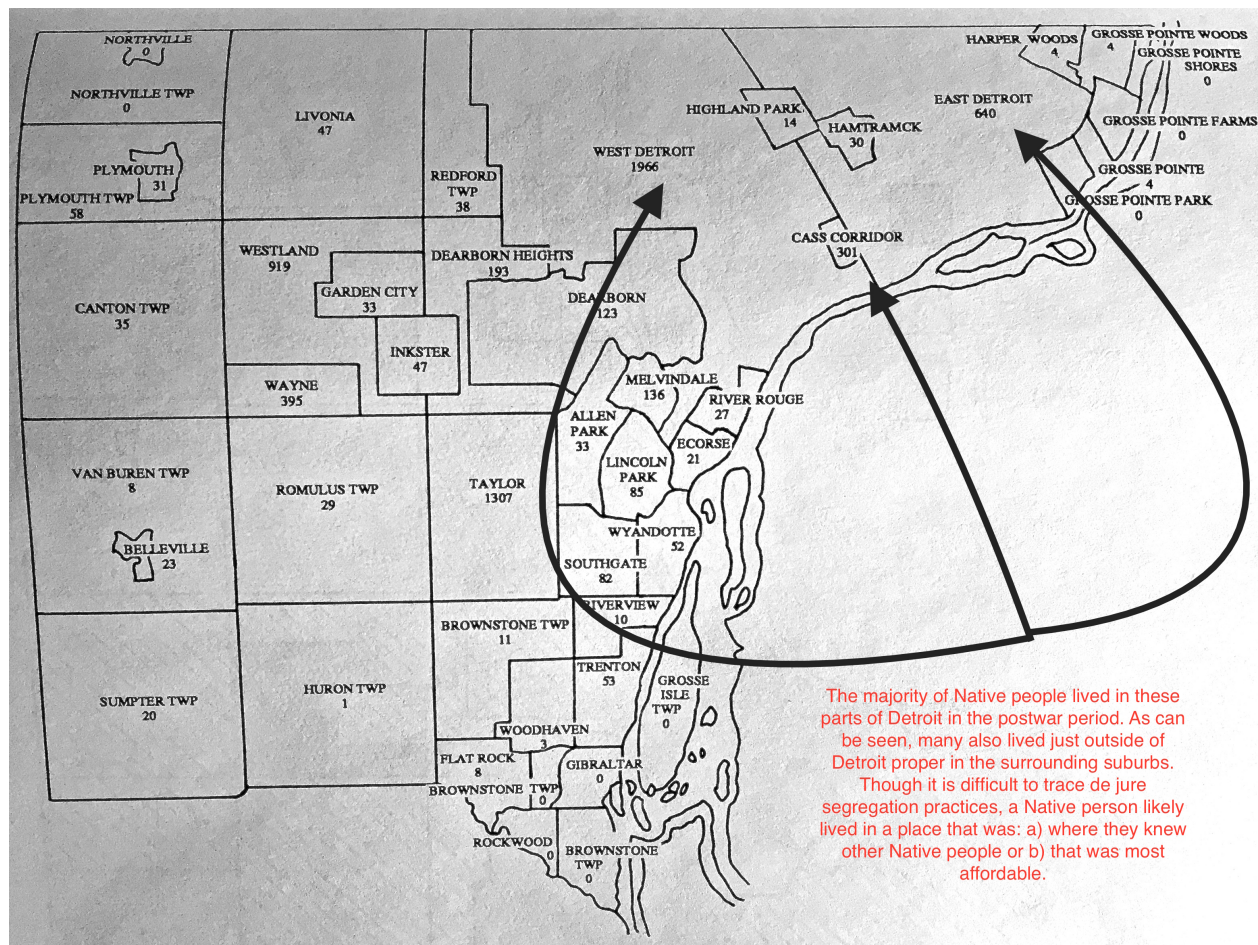 NORTHVILLE
0
NORTHVILLE TWP
0
LIVONIA
47
PLYMOUTH
31
PLYMOUTH TWP
58
REDFORD
TWP
38
WEST DETROIT
1966
HIGHLAND PARK
14
HAMTRAMCK
30
EAST DETROIT
640
HARPER WOODS
4
GROSSE POINTE WOODS
4
GROSSE POINTE
SHORES
0
GROSSE POINTE FARMS
0
GROSSE POINTE
4
GROSSE POINTE PARK
0
CASS CORRIDOR
301
CANTON TWP
35
WESTLAND
919
GARDEN CITY
33
INKSTER
47
WAYNE
395
DEARBORN HEIGHTS
193
DEARBORN
123
MELVINDALE
136
RIVER ROUGE
27
ALLEN
PARK
33
ECORSE
21
LINCOLN
PARK
85
VAN BUREN TWP
8
BELLEVILLE
23
ROMULUS TWP
29
TAYLOR
1307
WYANDOTTE
52
SOUTHGATE
82
RIVERVIEW
10
SUMPTER TWP
20
HURON TWP
1
BROWNSTONE TWP
11
TRENTON
53
GROSSE
ISLE
TWP
0
WOODHAVEN
3
FLAT ROCK
8
GIBRALTAR
0
BROWNSTONE TWP
0
ROCKWOOD
0
BROWNSTONE
TWP
0
The majority of Native people lived in these
parts of Detroit in the postwar period. As can
be seen, many also lived just outside of
Detroit proper in the surrounding suburbs.
Though it is difficult to trace de jure
segregation practices, a Native person likely
lived in a place that was: a) where they knew
other Native people or b) that was most
affordable.